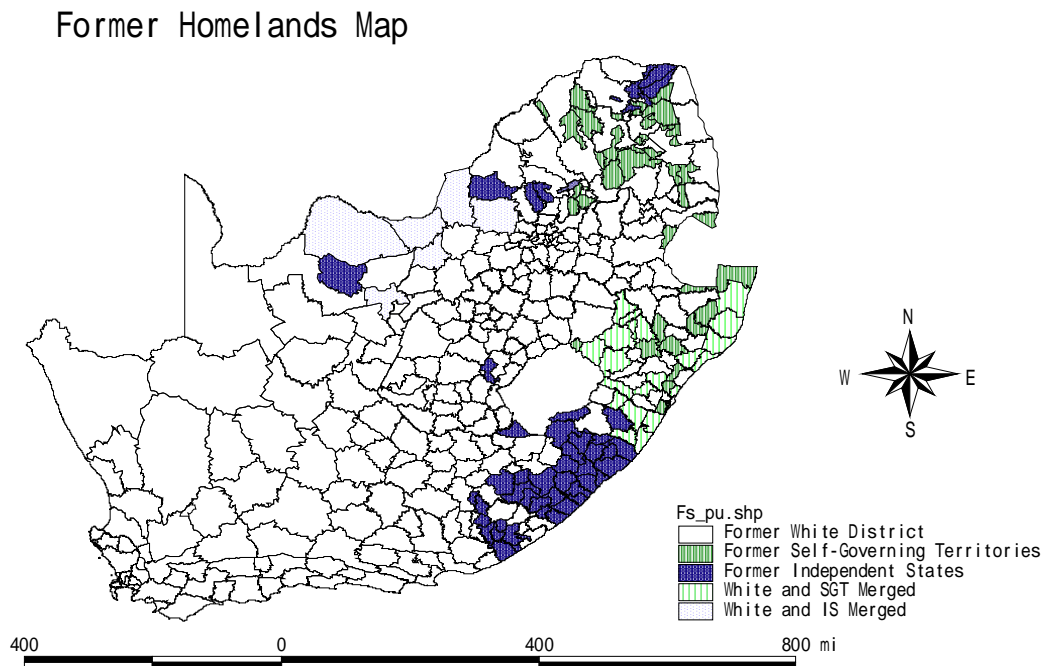 Former Homelands Map
N
W E
S
Fs_pu.shp
Former White District
Former Self-Governing Territories
Former Independent States
White and SGT Merged
White and IS Merged
400 0 400 800 mi